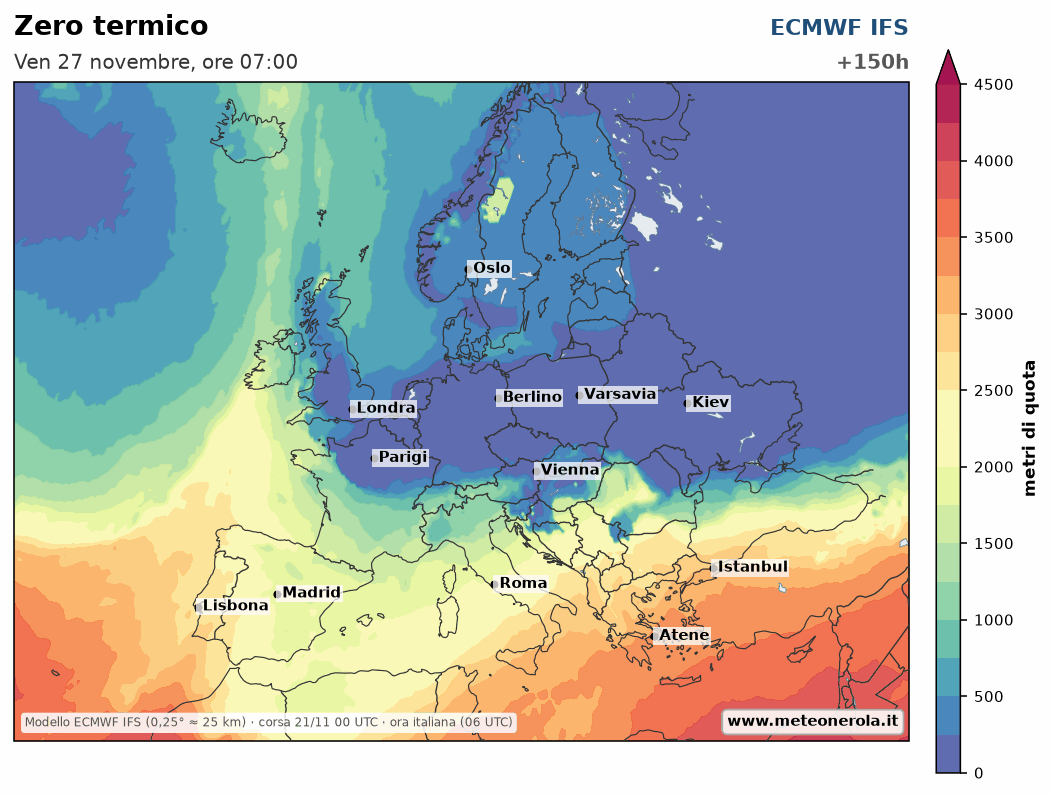 Zero termico
ECMWF IFS
Ven 27 novembre, ore 07:00
+150h
Oslo
Londra
Berlino
Varsavia
Kiev
Parigi
Vienna
Roma
Istanbul
Madrid
Lisbona
Atene
Modello ECMWF IFS (0,25° ≈ 25 km) · corsa 21/11 00 UTC · ora italiana (06 UTC)
www.meteonerola.it
4500
4000
3500
3000
2500
2000
1500
1000
500
0
metri di quota